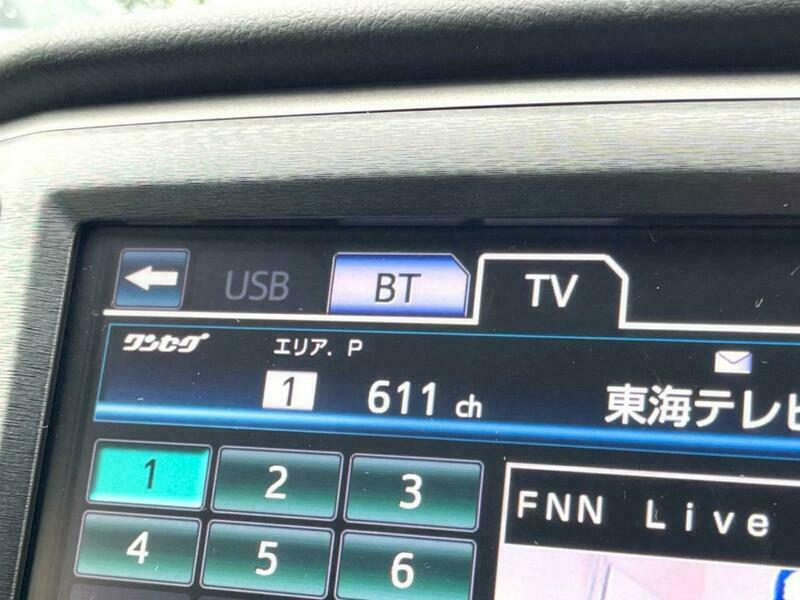 USB BT TV
ワンセグ エリア. P
1 611 ch 東海テレビ
1 2 3
4 5 6
FNN Live